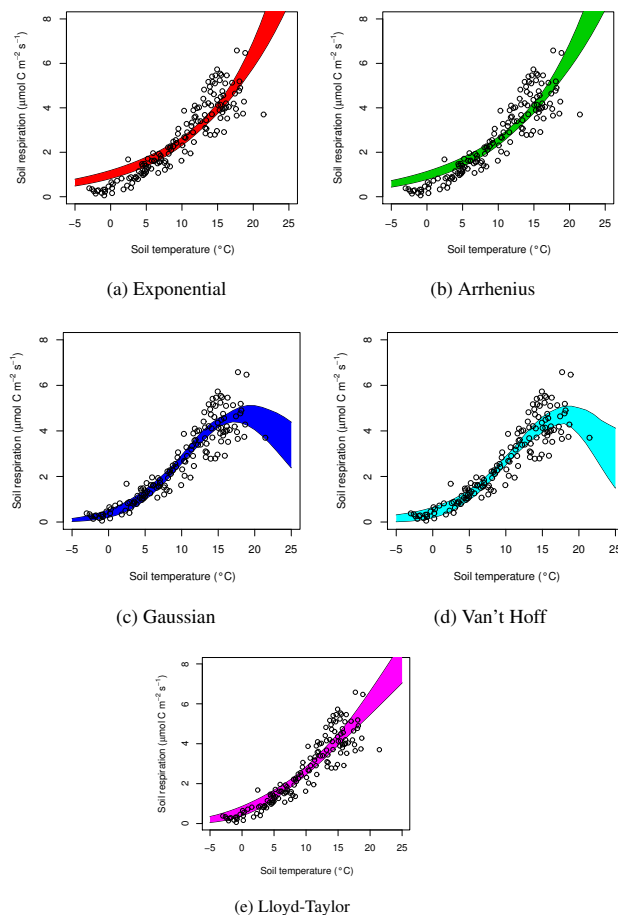 8
6
4
2
0
Soil respiration (μmol C m⁻² s⁻¹)
−5 0 5 10 15 20 25
Soil temperature (°C)
(a) Exponential
8
6
4
2
0
Soil respiration (μmol C m⁻² s⁻¹)
−5 0 5 10 15 20 25
Soil temperature (°C)
(b) Arrhenius
8
6
4
2
0
Soil respiration (μmol C m⁻² s⁻¹)
−5 0 5 10 15 20 25
Soil temperature (°C)
(c) Gaussian
8
6
4
2
0
Soil respiration (μmol C m⁻² s⁻¹)
−5 0 5 10 15 20 25
Soil temperature (°C)
(d) Van't Hoff
8
6
4
2
0
Soil respiration (μmol C m⁻² s⁻¹)
−5 0 5 10 15 20 25
Soil temperature (°C)
(e) Lloyd-Taylor